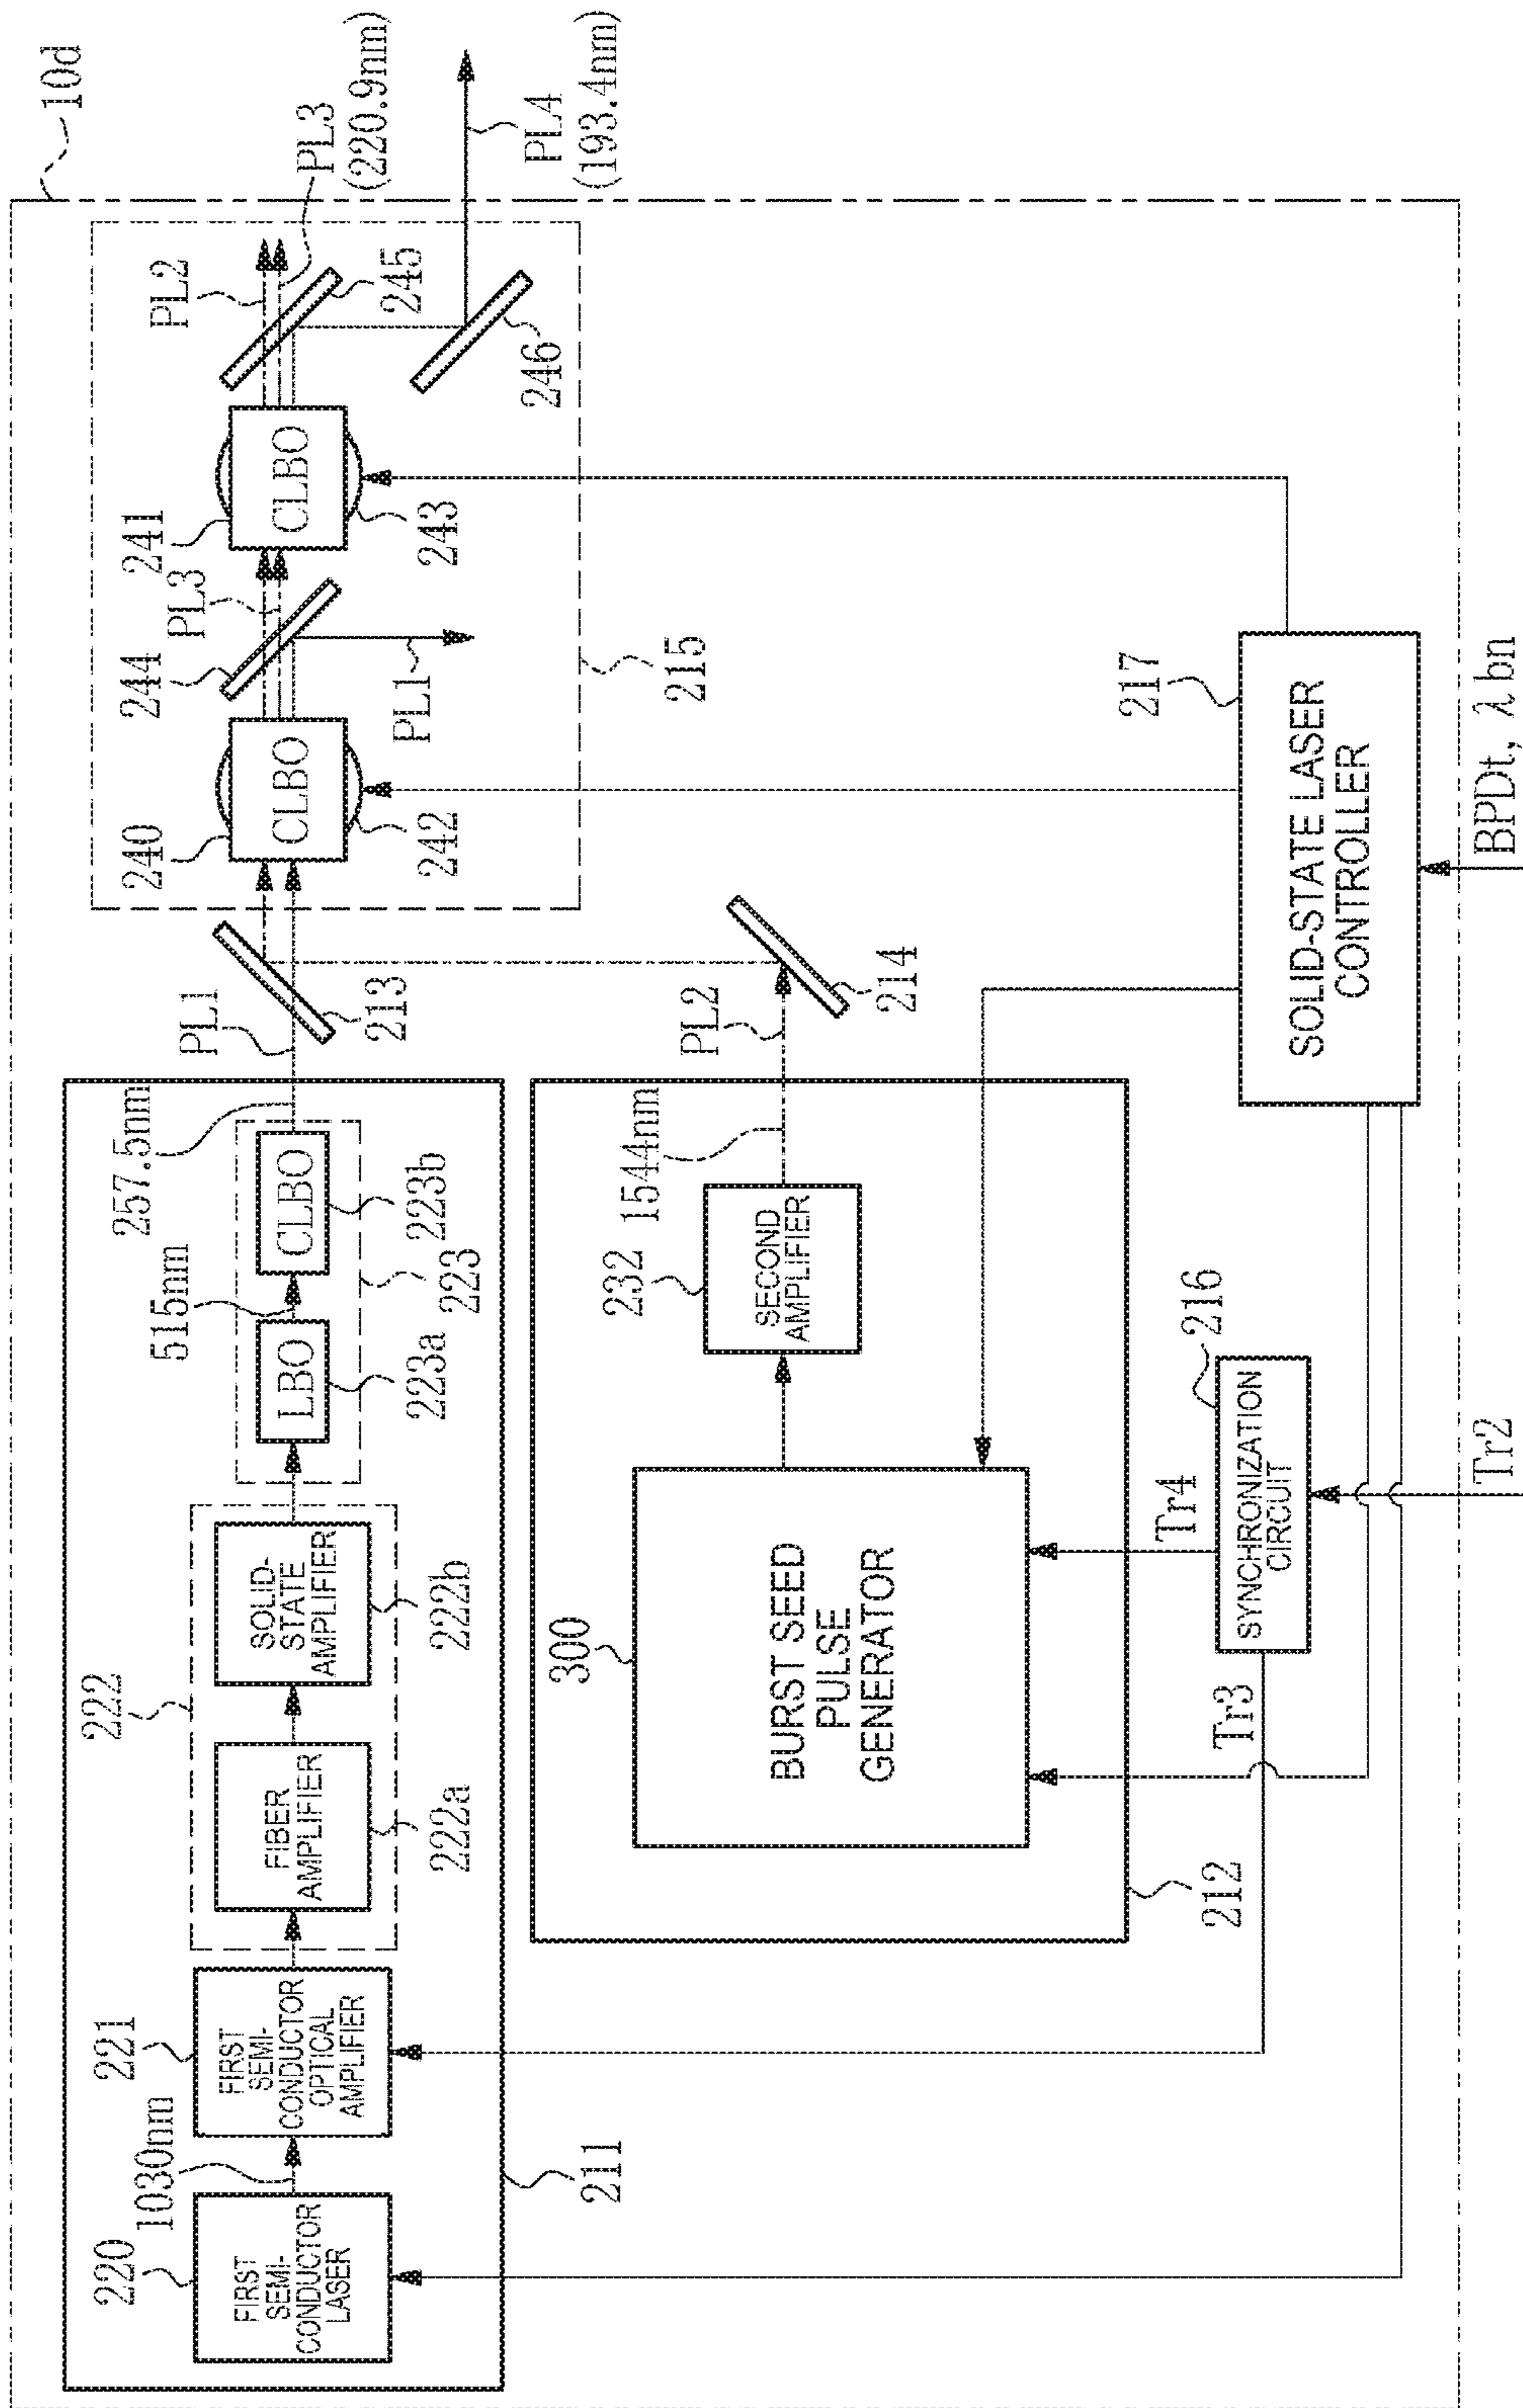 10d
220
FIRST
SEMI-
CONDUCTOR
LASER
1030nm
221
FIRST
SEMI-
CONDUCTOR
OPTICAL
AMPLIFIER
222
FIBER
AMPLIFIER
222a
SOLID-
STATE
AMPLIFIER
222b
515nm
LBO
223a
CLBO
223b
223
257.5nm
PL1
211
213
240
CLBO
242
244
PL3
PL1
241
CLBO
243
PL2
245
246
PL3
(220.9nm)
PL4
(193.4nm)
215
300
BURST SEED
PULSE
GENERATOR
232
SECOND
AMPLIFIER
1544nm
PL2
214
212
Tr3
Tr4
216
SYNCHRONIZATION
CIRCUIT
Tr2
217
SOLID-STATE LASER
CONTROLLER
BPDt, λbn